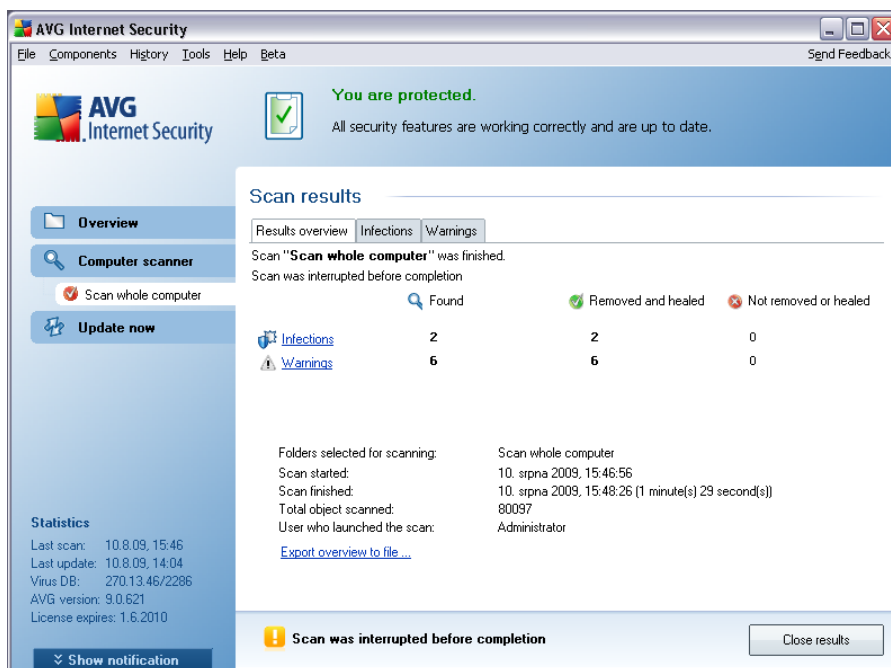 AVG Internet Security
File Components History Tools Help Beta Send Feedback
AVG
Internet Security
You are protected.
All security features are working correctly and are up to date.
Overview
Computer scanner
Scan whole computer
Update now
Scan results
Results overview Infections Warnings
Scan "Scan whole computer" was finished.
Scan was interrupted before completion
Found Removed and healed Not removed or healed
Infections 2 2 0
Warnings 6 6 0
Folders selected for scanning: Scan whole computer
Scan started: 10. srpna 2009, 15:46:56
Scan finished: 10. srpna 2009, 15:48:26 (1 minute(s) 29 second(s))
Total object scanned: 80097
User who launched the scan: Administrator
Export overview to file ...
Statistics
Last scan: 10.8.09, 15:46
Last update: 10.8.09, 14:04
Virus DB: 270.13.46/2286
AVG version: 9.0.621
License expires: 1.6.2010
Show notification
Scan was interrupted before completion
Close results